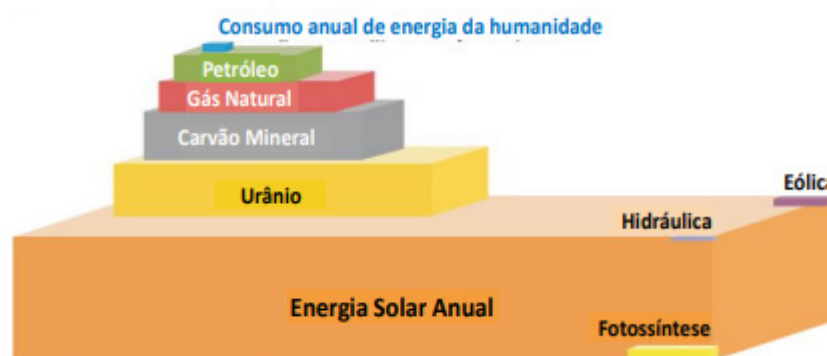 Consumo anual de energia da humanidade
Petróleo
Gás Natural
Carvão Mineral
Urânio
Eólica
Hidráulica
Energia Solar Anual
Fotossíntese